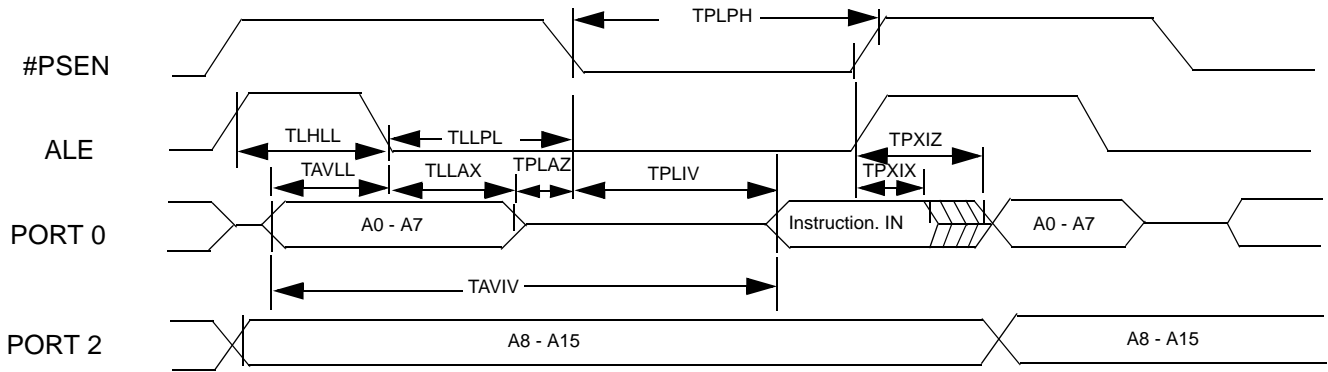 TPLPH
#PSEN
TLHLL
TLLPL
ALE
TPXIZ
TAVLL
TLLAX
TPLAZ
TPLIV
TPXIX
PORT 0
A0 - A7
Instruction. IN
A0 - A7
TAVIV
PORT 2
A8 - A15
A8 - A15